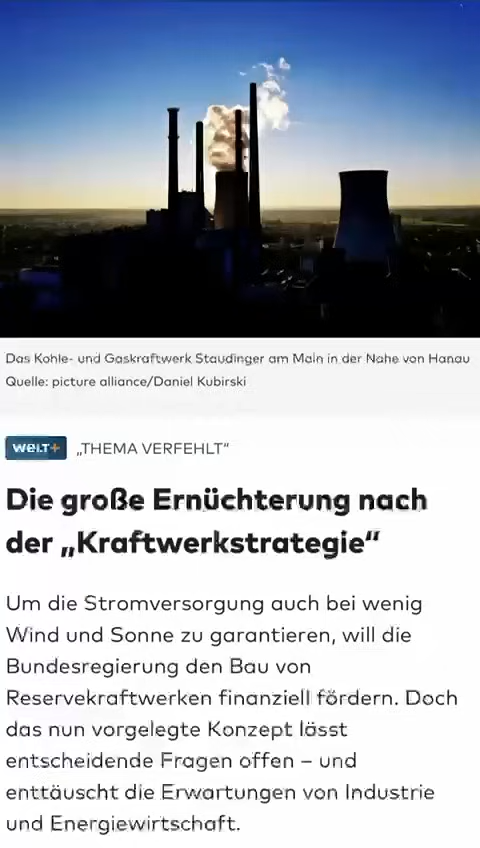 Das Kohle- und Gaskraftwerk Staudinger am Main in der Nähe von Hanau
Quelle: picture alliance/Daniel Kubirski
WELT+ „THEMA VERFEHLT“
Die große Ernüchterung nach
der „Kraftwerkstrategie“
Um die Stromversorgung auch bei wenig
Wind und Sonne zu garantieren, will die
Bundesregierung den Bau von
Reservekraftwerken finanziell fördern. Doch
das nun vorgelegte Konzept lässt
entscheidende Fragen offen – und
enttäuscht die Erwartungen von Industrie
und Energiewirtschaft.